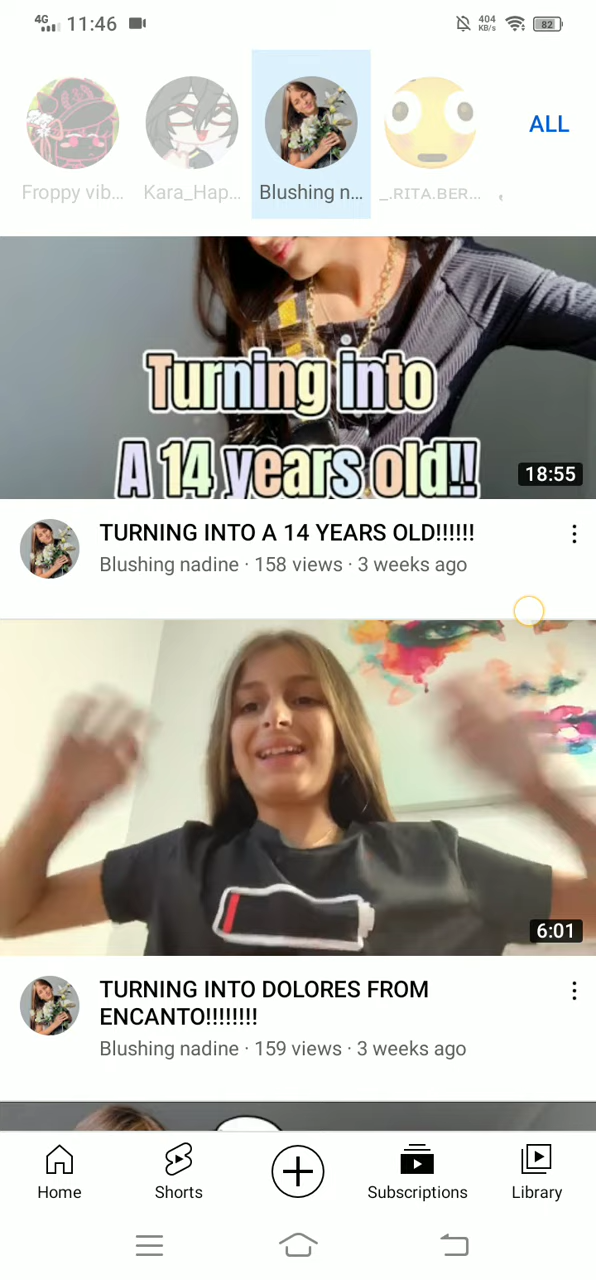 4G 11:46 404 KB/s 82
Froppy vib... Kara_Hap... Blushing n... _.RITA.BER... ALL
Turning into
A 14 years old!!
18:55
TURNING INTO A 14 YEARS OLD!!!!!!
Blushing nadine · 158 views · 3 weeks ago
6:01
TURNING INTO DOLORES FROM
ENCANTO!!!!!!!!
Blushing nadine · 159 views · 3 weeks ago
Home Shorts Subscriptions Library